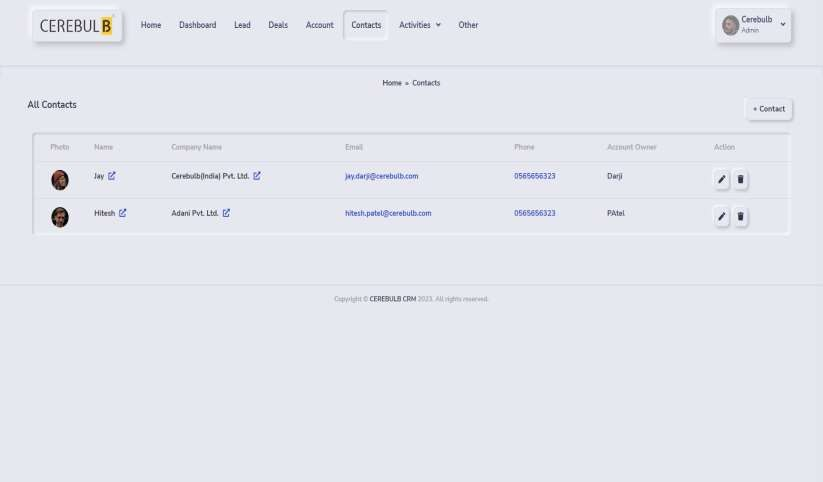 CEREBULB Home Dashboard Lead Deals Account Contacts Activities Other Cerebulb
Admin
Home » Contacts
All Contacts
+ Contact
Photo Name Company Name Email Phone Account Owner Action
Jay Cerebulb(India) Pvt. Ltd. jay.darji@cerebulb.com 0565656323 Darji
Hitesh Adani Pvt. Ltd. hitesh.patel@cerebulb.com 0565656323 PAtel
Copyright © CEREBULB CRM 2023. All rights reserved.